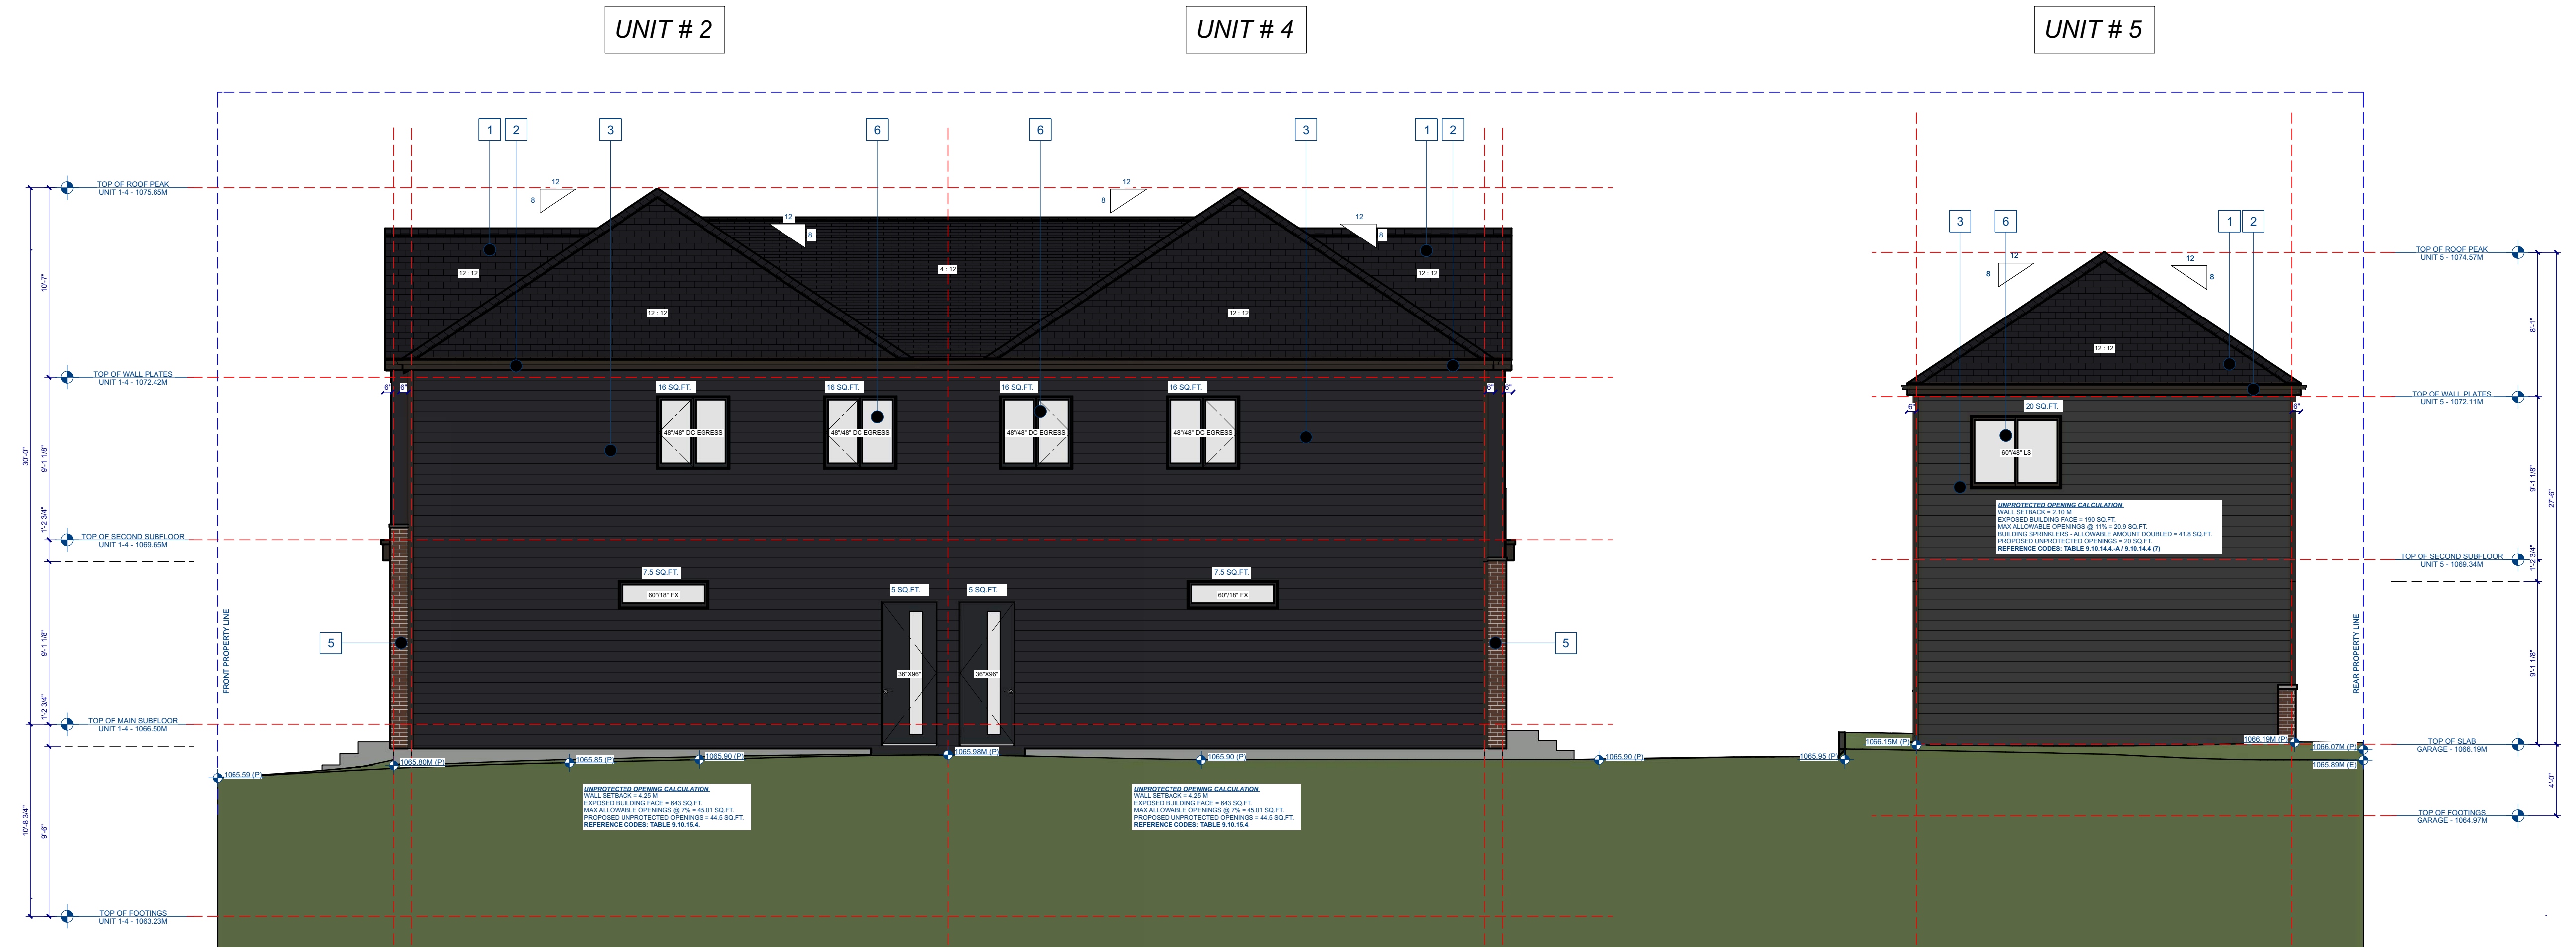 UNIT # 2
UNIT # 4
UNIT # 5
1
2
3
6
6
3
1
2
3
6
1
2
TOP OF ROOF PEAK
UNIT 1-4 - 1075.65M
12
8
12
8
12
8
12
8
12
8
12
8
TOP OF ROOF PEAK
UNIT 5 - 1074.57M
12 : 12
4 : 12
12 : 12
12 : 12
12 : 12
12 : 12
10'-7"
8'-1"
TOP OF WALL PLATES
UNIT 1-4 - 1072.42M
6"
6"
16 SQ.FT.
16 SQ.FT.
16 SQ.FT.
16 SQ.FT.
6"
6"
6"
20 SQ.FT.
6"
TOP OF WALL PLATES
UNIT 5 - 1072.11M
48"/48" DC EGRESS
48"/48" DC EGRESS
48"/48" DC EGRESS
48"/48" DC EGRESS
60"/48" LS
30'-0"
9'-1 1/8"
9'-1 1/8"
27'-6"
UNPROTECTED OPENING CALCULATION
WALL SETBACK = 2.10 M
EXPOSED BUILDING FACE = 190 SQ.FT.
MAX ALLOWABLE OPENINGS @ 11% = 20.9 SQ.FT.
BUILDING SPRINKLERS - ALLOWABLE AMOUNT DOUBLED = 41.8 SQ.FT.
PROPOSED UNPROTECTED OPENINGS = 20 SQ.FT.
REFERENCE CODES: TABLE 9.10.14.4.-A / 9.10.14.4 (7)
1'-2 3/4"
TOP OF SECOND SUBFLOOR
UNIT 1-4 - 1069.65M
1'-2 3/4"
TOP OF SECOND SUBFLOOR
UNIT 5 - 1069.34M
7.5 SQ.FT.
5 SQ.FT.
5 SQ.FT.
7.5 SQ.FT.
60"/18" FX
60"/18" FX
9'-1 1/8"
FRONT PROPERTY LINE
5
36"X96"
36"X96"
5
REAR PROPERTY LINE
9'-1 1/8"
1'-2 3/4"
TOP OF MAIN SUBFLOOR
UNIT 1-4 - 1066.50M
1065.59 (P)
1065.80M (P)
1065.85 (P)
1065.90 (P)
1065.98M (P)
1065.90 (P)
1065.90 (P)
1065.95 (P)
1066.15M (P)
1066.19M (P)
1066.07M (P)
1065.89M (E)
TOP OF SLAB
GARAGE - 1066.19M
4'-0"
UNPROTECTED OPENING CALCULATION
WALL SETBACK = 4.25 M
EXPOSED BUILDING FACE = 643 SQ.FT.
MAX ALLOWABLE OPENINGS @ 7% = 45.01 SQ.FT.
PROPOSED UNPROTECTED OPENINGS = 44.5 SQ.FT.
REFERENCE CODES: TABLE 9.10.15.4.
UNPROTECTED OPENING CALCULATION
WALL SETBACK = 4.25 M
EXPOSED BUILDING FACE = 643 SQ.FT.
MAX ALLOWABLE OPENINGS @ 7% = 45.01 SQ.FT.
PROPOSED UNPROTECTED OPENINGS = 44.5 SQ.FT.
REFERENCE CODES: TABLE 9.10.15.4.
TOP OF FOOTINGS
GARAGE - 1064.97M
10'-8 3/4"
9'-6"
TOP OF FOOTINGS
UNIT 1-4 - 1063.23M